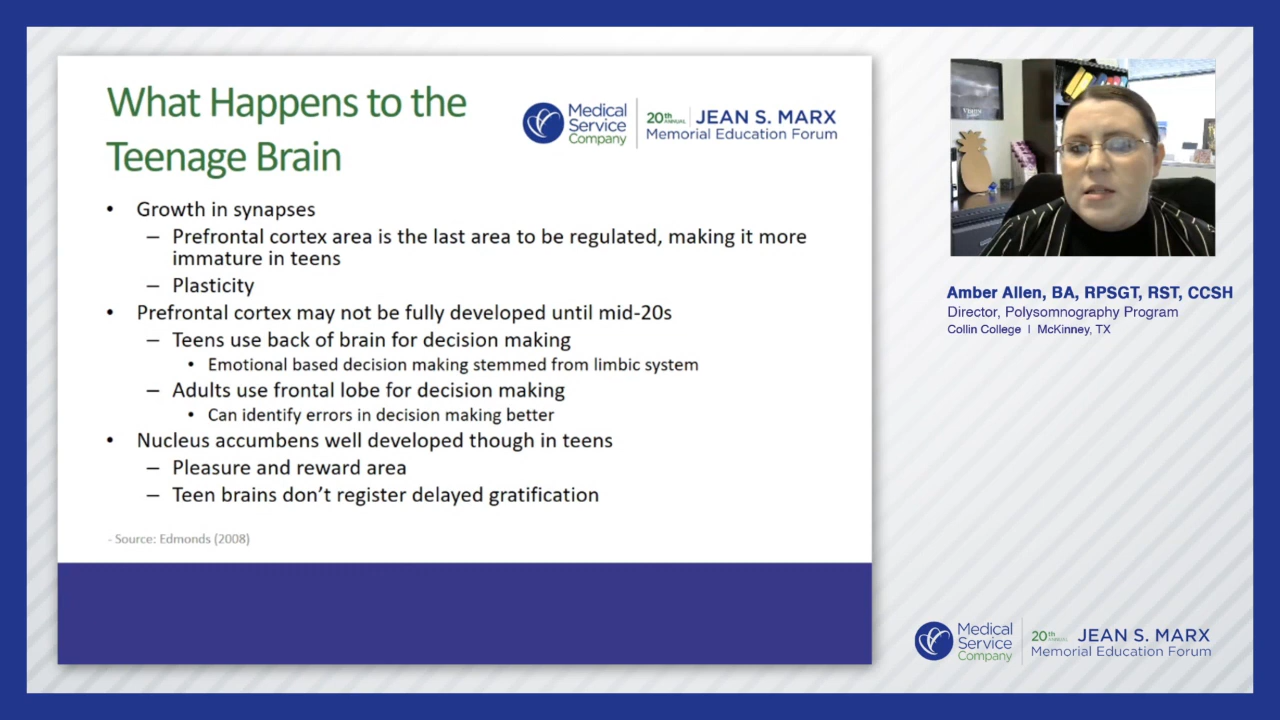 What Happens to the
Teenage Brain
Medical
Service
Company
20th
ANNUAL
JEAN S. MARX
Memorial Education Forum
• Growth in synapses
– Prefrontal cortex area is the last area to be regulated, making it more
immature in teens
– Plasticity
• Prefrontal cortex may not be fully developed until mid-20s
– Teens use back of brain for decision making
• Emotional based decision making stemmed from limbic system
– Adults use frontal lobe for decision making
• Can identify errors in decision making better
• Nucleus accumbens well developed though in teens
– Pleasure and reward area
– Teen brains don't register delayed gratification
- Source: Edmonds (2008)
Amber Allen, BA, RPSGT, RST, CCSH
Director, Polysomnography Program
Collin College | McKinney, TX
Medical
Service
Company
20th
ANNUAL
JEAN S. MARX
Memorial Education Forum